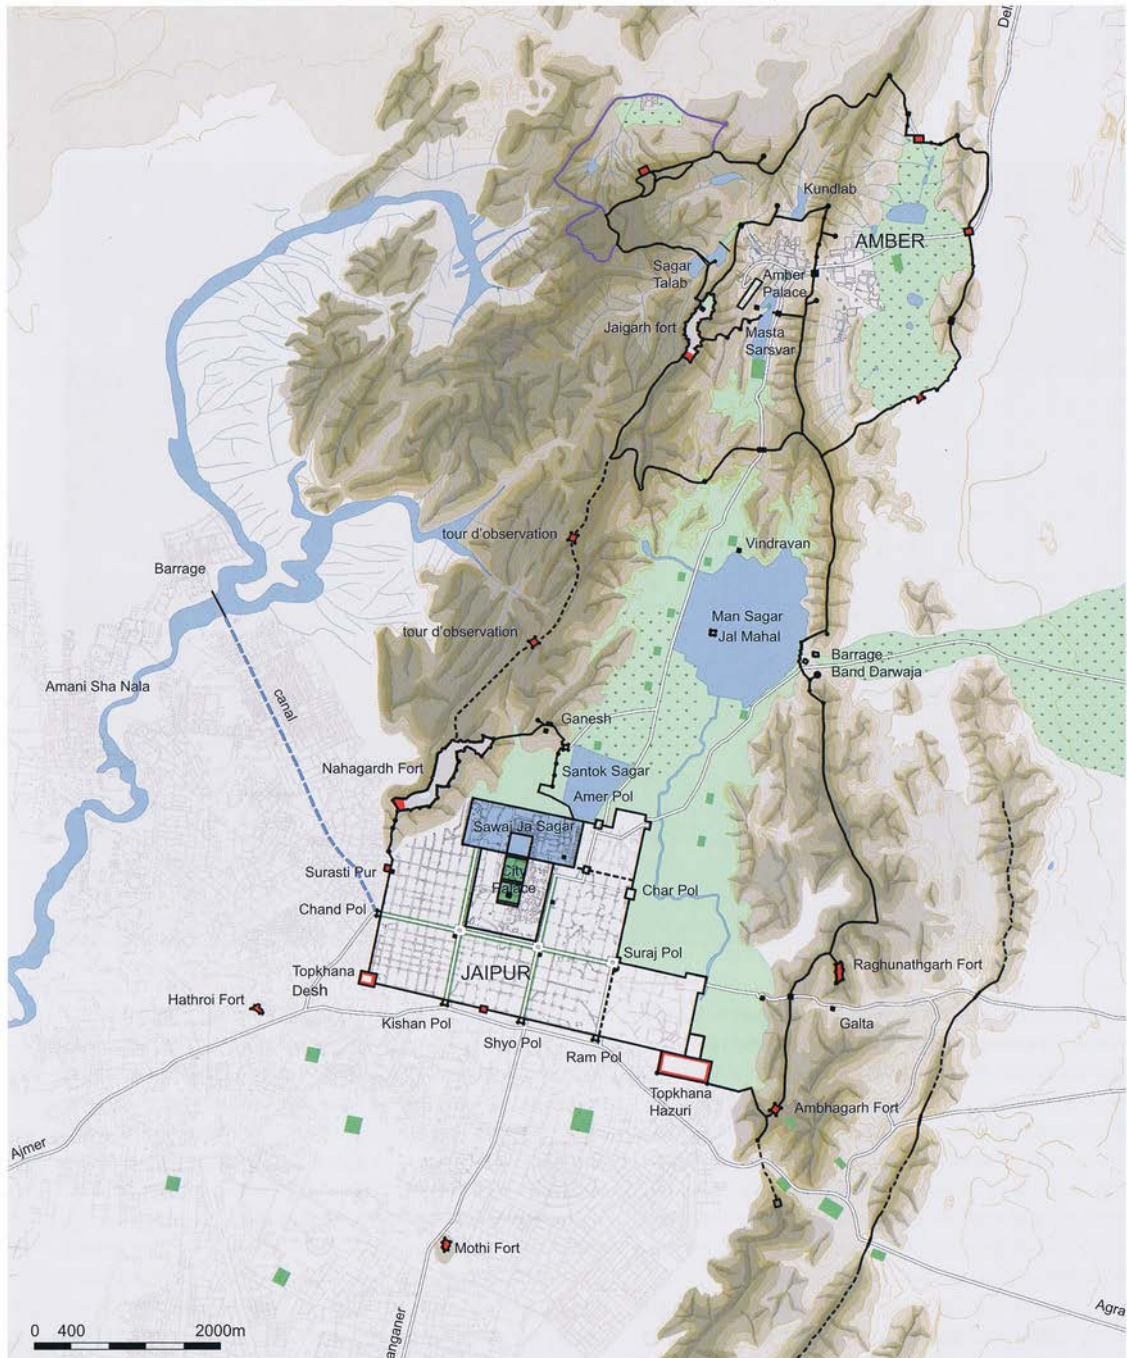 Del
Kundlab
AMBER
Sagar
Talab
Amber
Palace
Jaigarh fort
Masta
Sarsvar
tour d'observation
Vindravan
Barrage
Man Sagar
Jal Mahal
tour d'observation
Barrage
Band Darwaja
Amani Sha Nala
canal
Ganesh
Nahagardh Fort
Santok Sagar
Amer Pol
Sawai Ja Sagar
Surasti Pur
City
Palace
Char Pol
Chand Pol
Suraj Pol
JAIPUR
Topkhana
Desh
Raghunathgarh Fort
Hathroi Fort
Kishan Pol
Galta
Shyo Pol
Ram Pol
Topkhana
Hazuri
Ambhagarh Fort
Ajmer
Mothi Fort
Agra
anganer
0 400 2000m